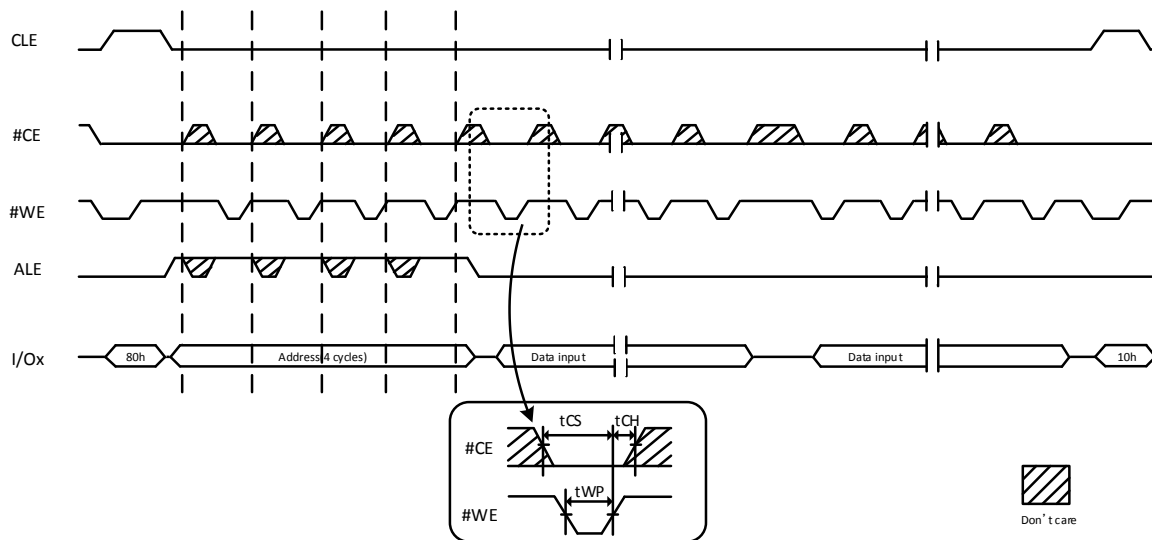 CLE
#CE
#WE
ALE
I/Ox
80h
Address(4 cycles)
Data input
Data input
10h
tCS
tCH
#CE
tWP
#WE
Don't care